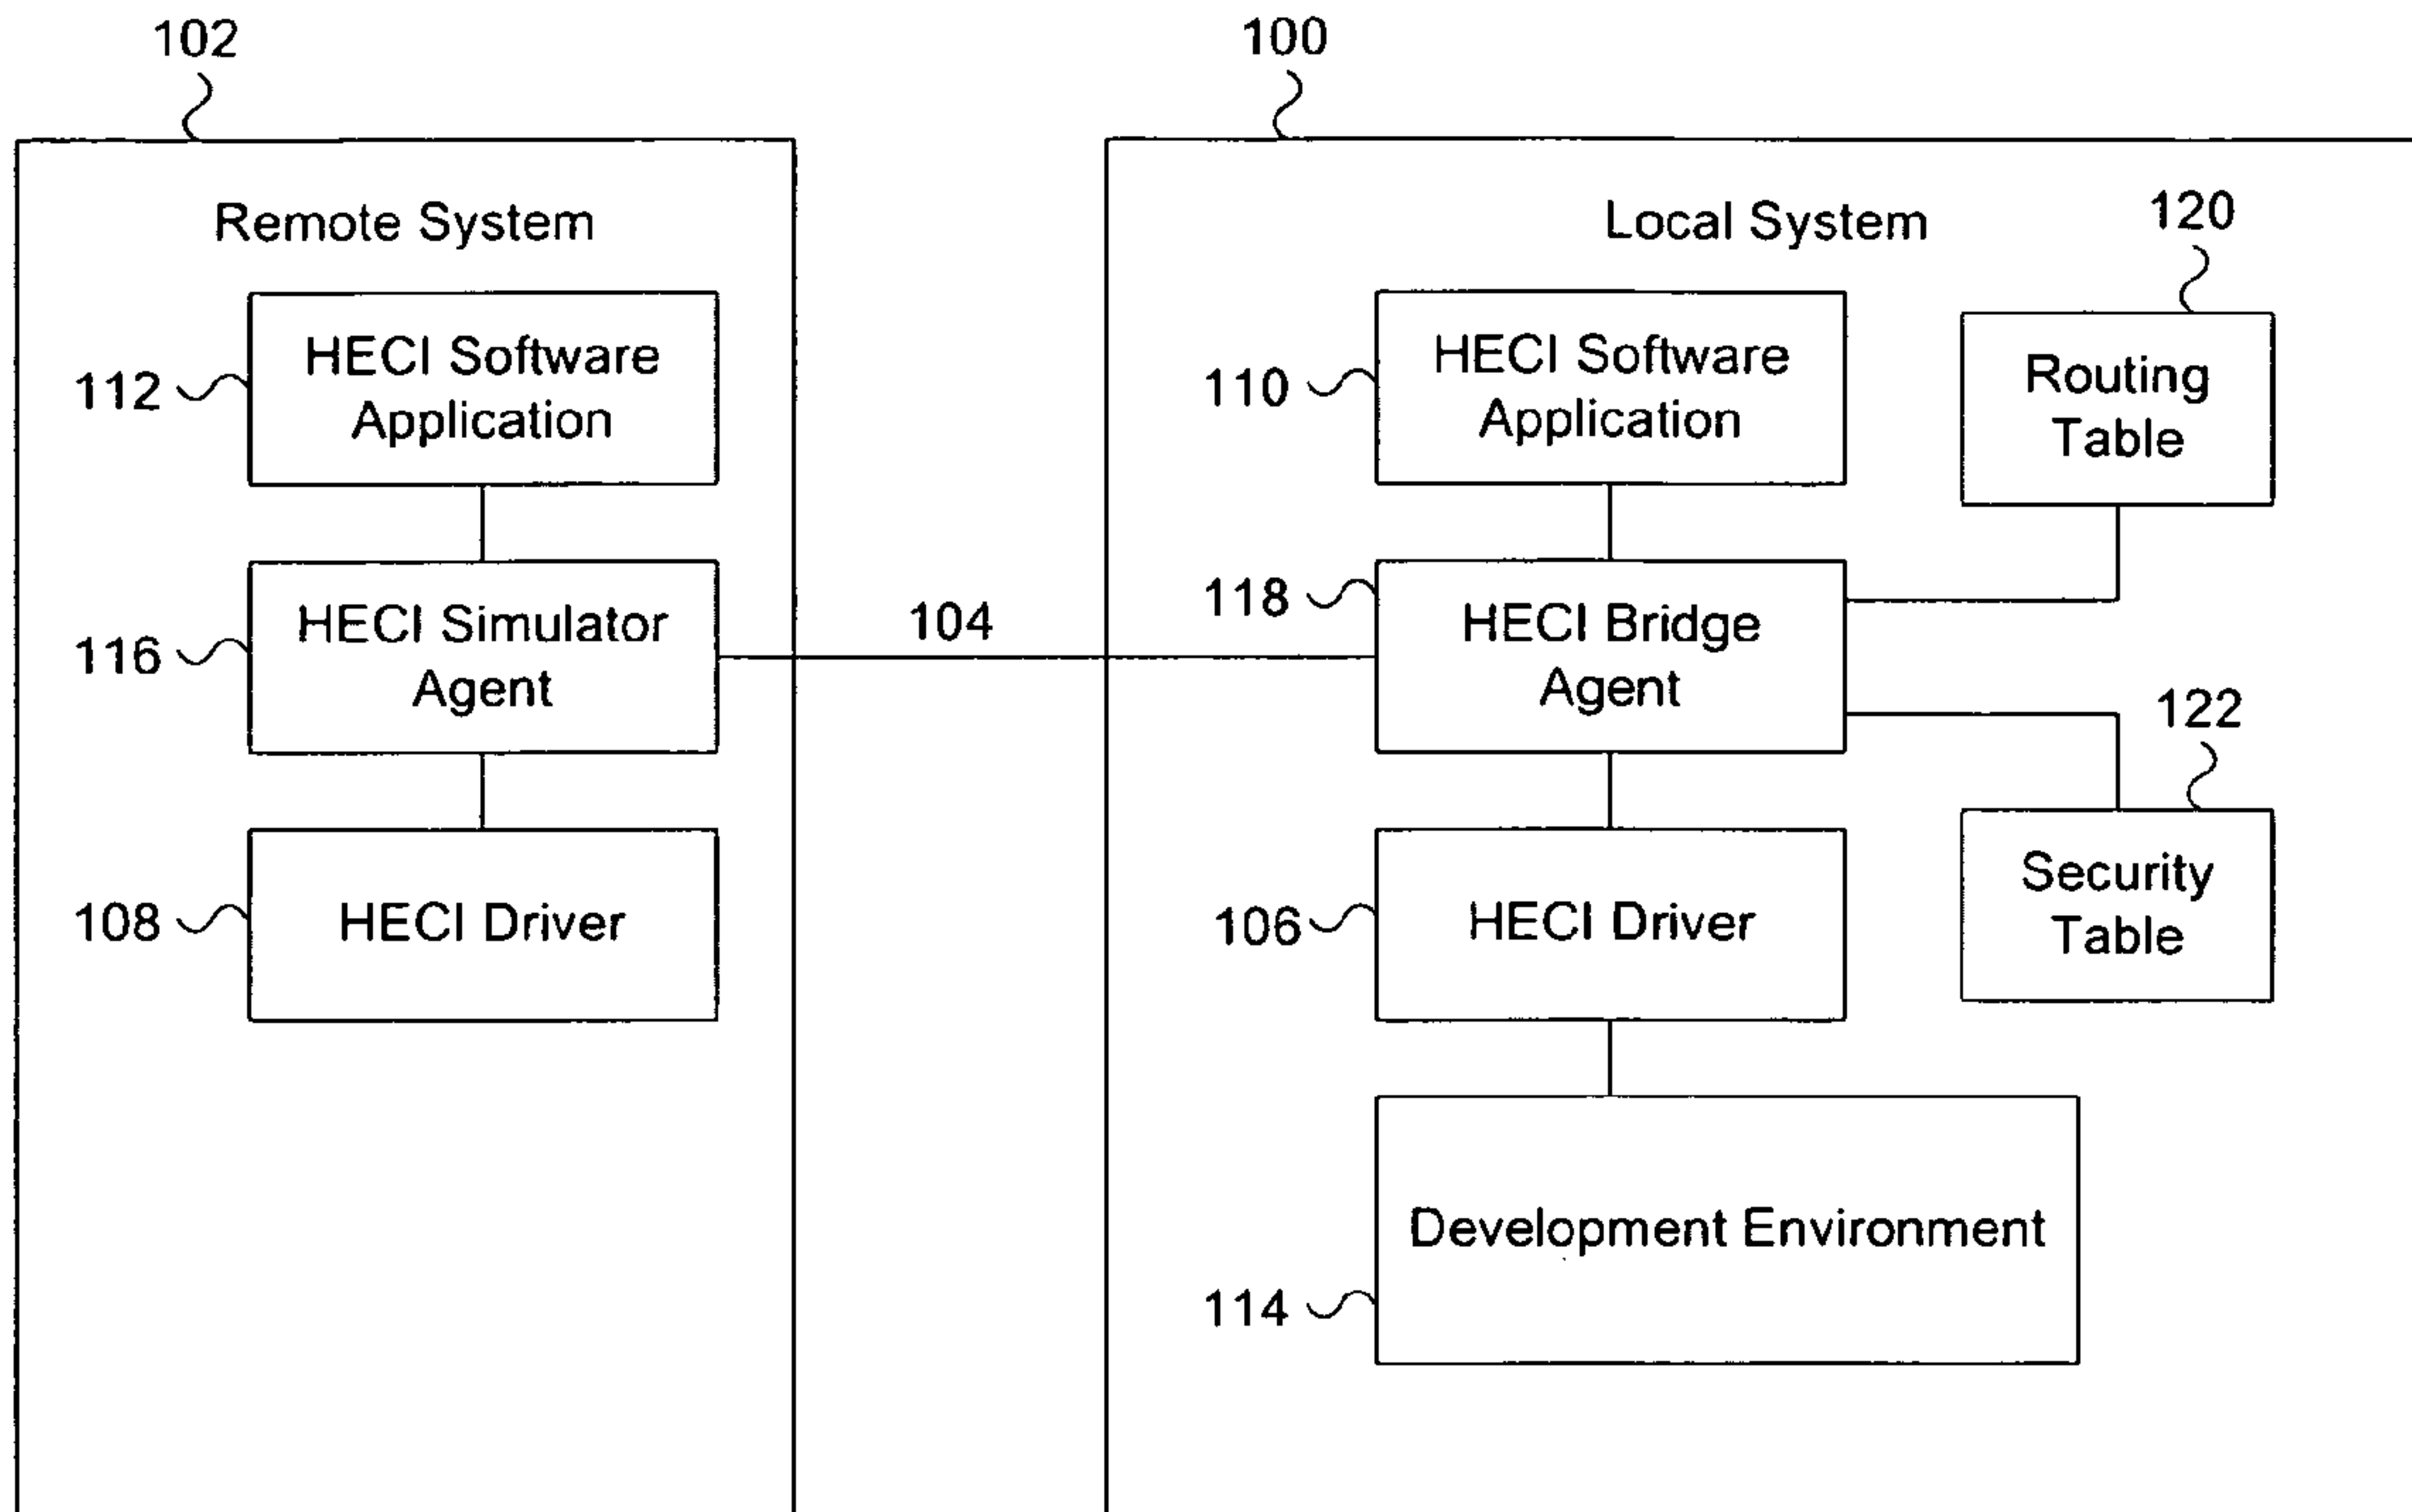 102
100
Remote System
Local System
120
HECI Software
Application
112
HECI Software
Application
110
Routing
Table
HECI Simulator
Agent
116
104
118
HECI Bridge
Agent
122
HECI Driver
108
HECI Driver
106
Security
Table
Development Environment
114